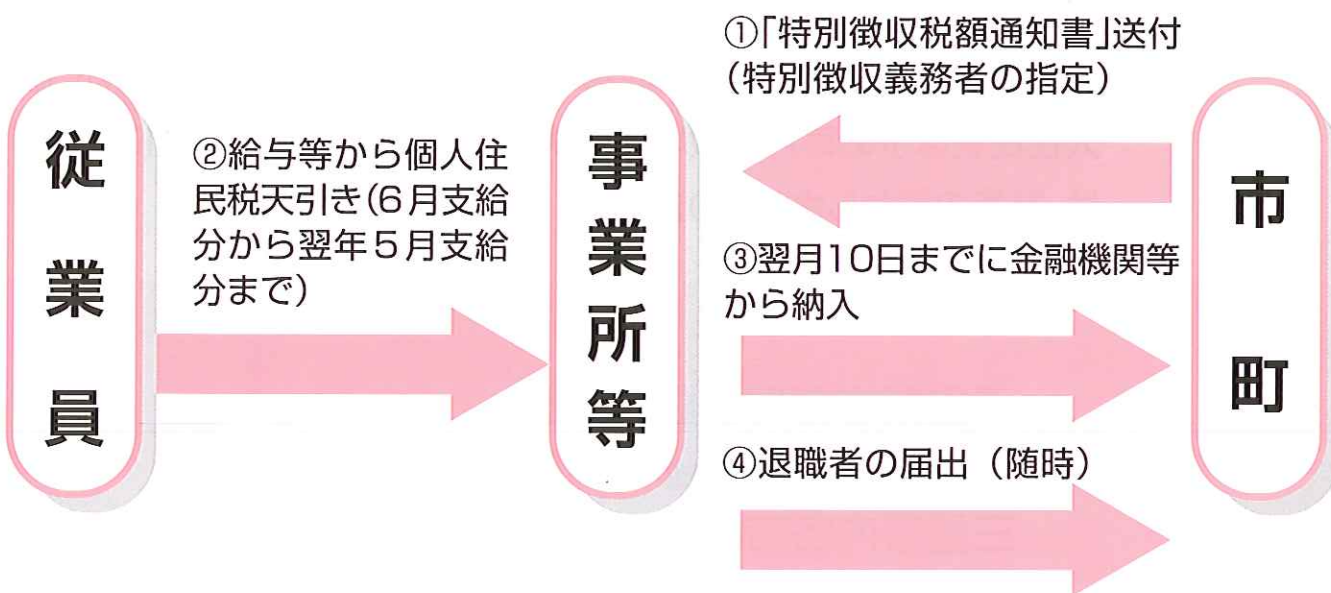 ①「特別徴収税額通知書」送付
(特別徴収義務者の指定)
従業員
②給与等から個人住
民税天引き(6月支給
分から翌年5月支給
分まで)
事業所等
市町
③翌月10日までに金融機関等
から納入
④退職者の届出(随時)